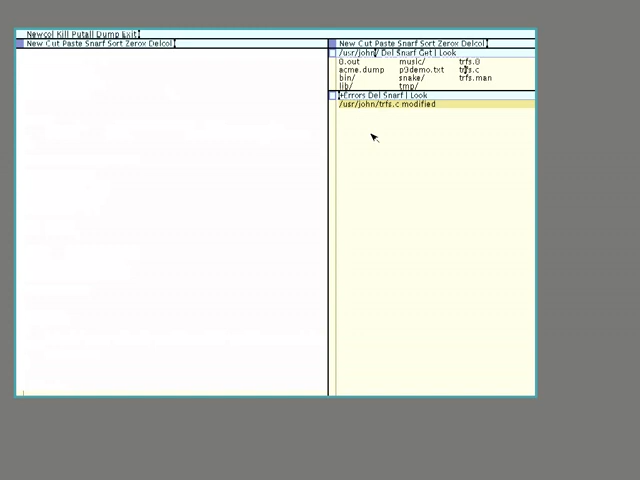 Newcol Kill Putall Dump Exit
New Cut Paste Snarf Sort Zerox Delcol
New Cut Paste Snarf Sort Zerox Delcol
/usr/john/ Del Snarf Get | Look
0.out music/ trfs.0
acme.dump p9demo.txt trfs.c
bin/ snake/ trfs.man
lib/ tmp/
+Errors Del Snarf | Look
/usr/john/trfs.c modified